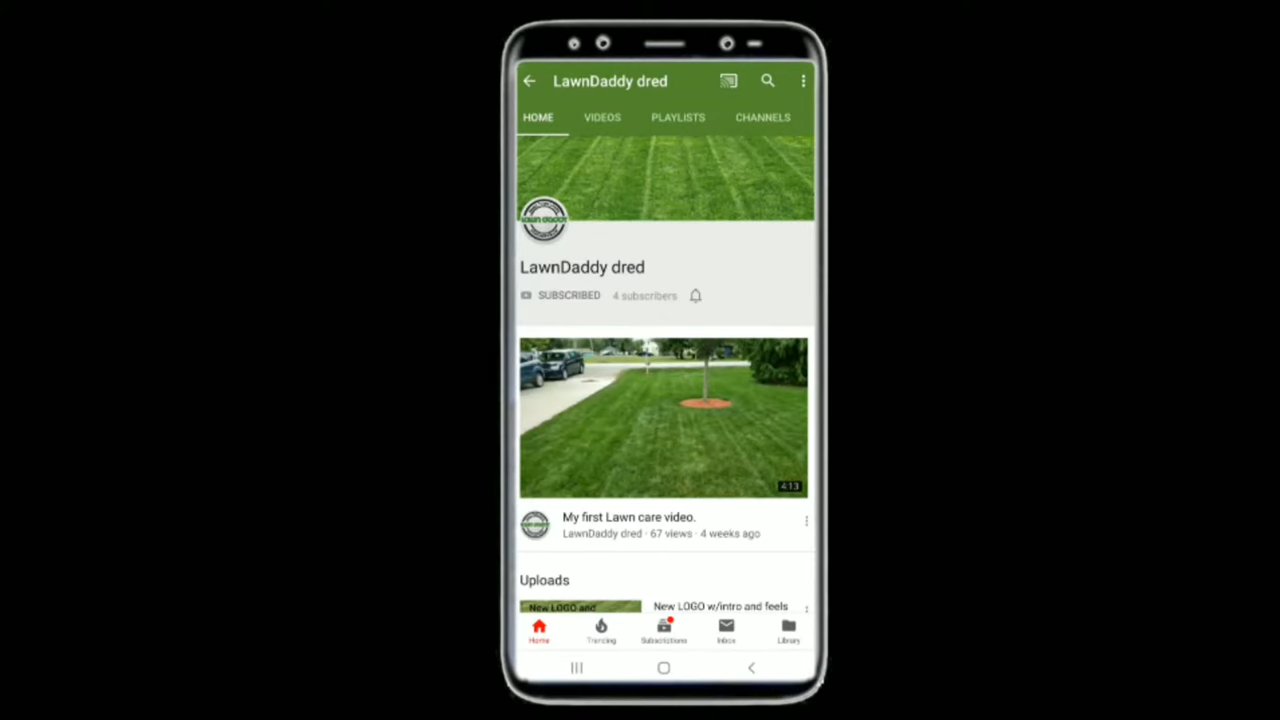 LawnDaddy dred
HOME VIDEOS PLAYLISTS CHANNELS
lawn daddy
LawnDaddy dred
SUBSCRIBED 4 subscribers
4:13
My first Lawn care video.
LawnDaddy dred · 67 views · 4 weeks ago
Uploads
New LOGO and
New LOGO w/intro and feels
Home Trending Subscriptions Inbox Library